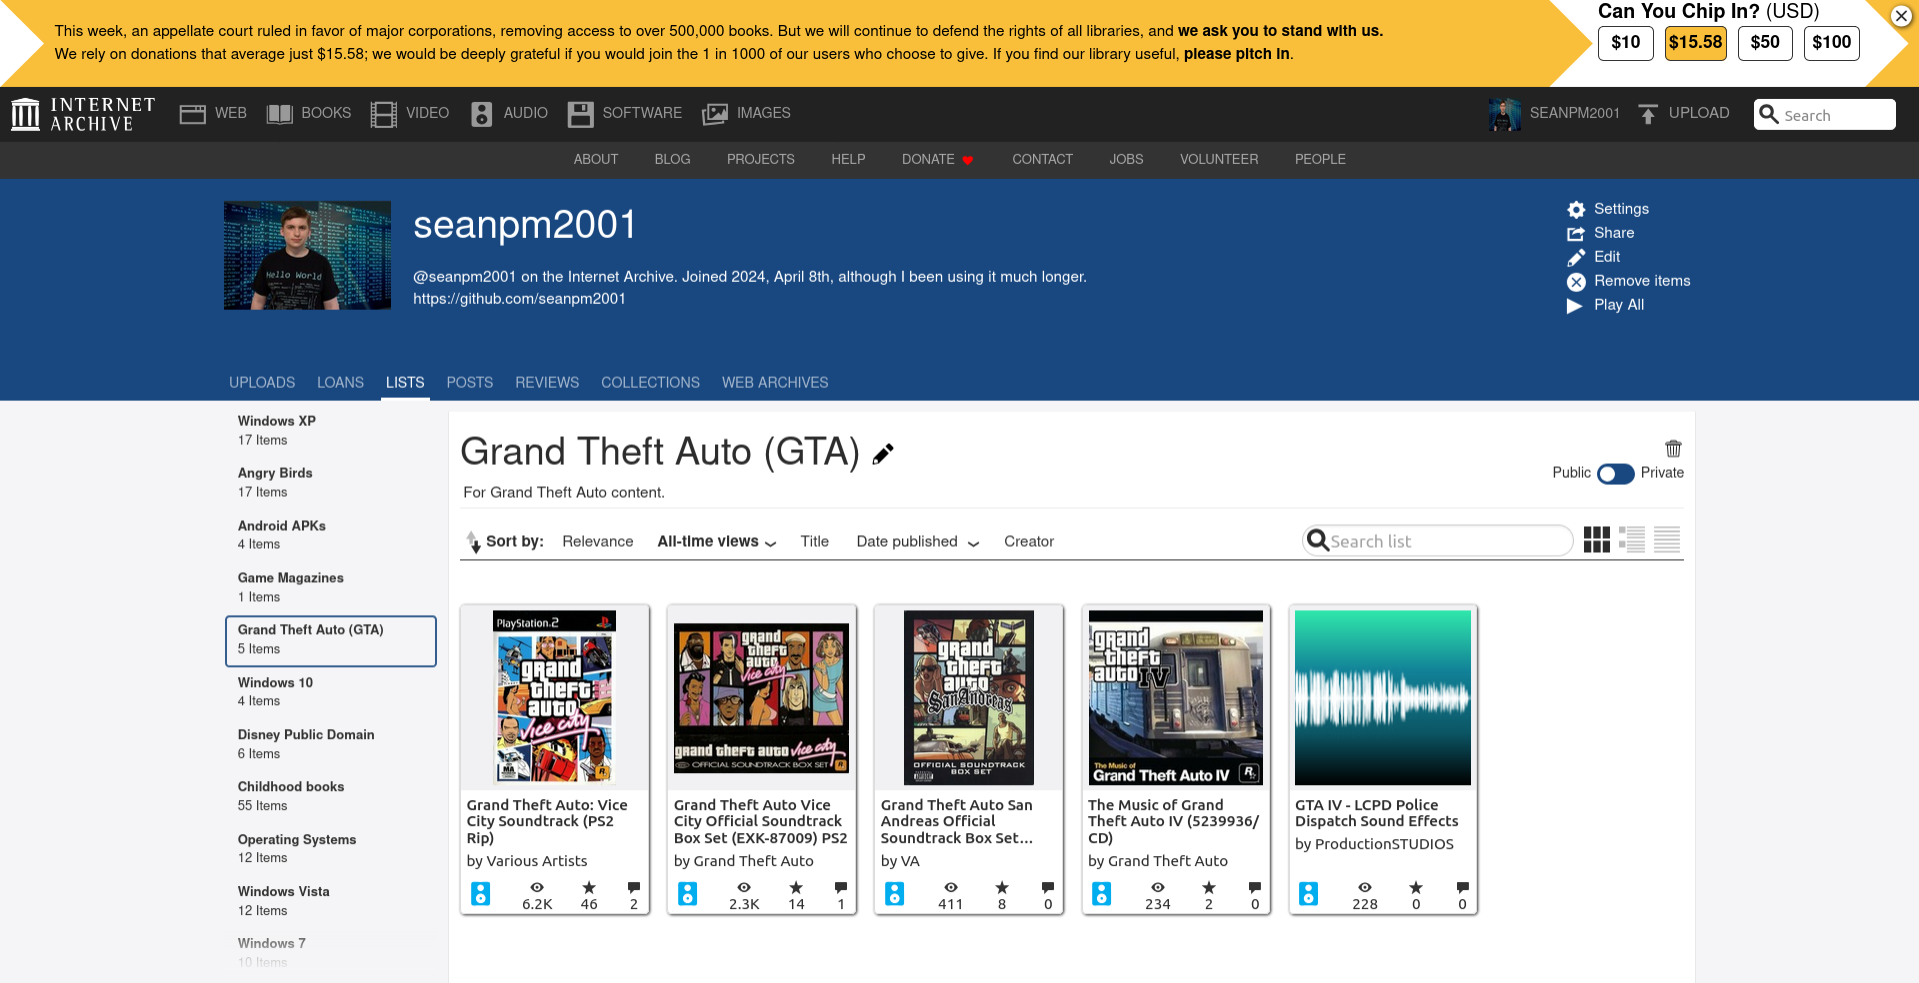 This week, an appellate court ruled in favor of major corporations, removing access to over 500,000 books. But we will continue to defend the rights of all libraries, and we ask you to stand with us.
We rely on donations that average just $15.58; we would be deeply grateful if you would join the 1 in 1000 of our users who choose to give. If you find our library useful, please pitch in.
Can You Chip In? (USD)
$10 $15.58 $50 $100
INTERNET
ARCHIVE
WEB BOOKS VIDEO AUDIO SOFTWARE IMAGES
SEANPM2001 UPLOAD Search
ABOUT BLOG PROJECTS HELP DONATE CONTACT JOBS VOLUNTEER PEOPLE
Hello World
seanpm2001
@seanpm2001 on the Internet Archive. Joined 2024, April 8th, although I been using it much longer.
https://github.com/seanpm2001
Settings
Share
Edit
Remove items
Play All
UPLOADS LOANS LISTS POSTS REVIEWS COLLECTIONS WEB ARCHIVES
Windows XP
17 Items
Angry Birds
17 Items
Android APKs
4 Items
Game Magazines
1 Items
Grand Theft Auto (GTA)
5 Items
Windows 10
4 Items
Disney Public Domain
6 Items
Childhood books
55 Items
Operating Systems
12 Items
Windows Vista
12 Items
Windows 7
10 Items
Grand Theft Auto (GTA)
For Grand Theft Auto content.
Public Private
Sort by: Relevance All-time views Title Date published Creator
Search list
PlayStation.2
grand
theft
auto
vice city
Grand Theft Auto: Vice
City Soundtrack (PS2
Rip)
by Various Artists
6.2K 46 2
grand
theft
auto
vice city
grand theft auto vice city
OFFICIAL SOUNDTRACK BOX SET
Grand Theft Auto Vice
City Official Soundtrack
Box Set (EXK-87009) PS2
by Grand Theft Auto
2.3K 14 1
grand
theft
auto
San Andreas
OFFICIAL SOUNDTRACK
BOX SET
Grand Theft Auto San
Andreas Official
Soundtrack Box Set...
by VA
411 8 0
grand
theft
auto IV
The Music of
Grand Theft Auto IV
The Music of Grand
Theft Auto IV (5239936/
CD)
by Grand Theft Auto
234 2 0
GTA IV - LCPD Police
Dispatch Sound Effects
by ProductionSTUDIOS
228 0 0